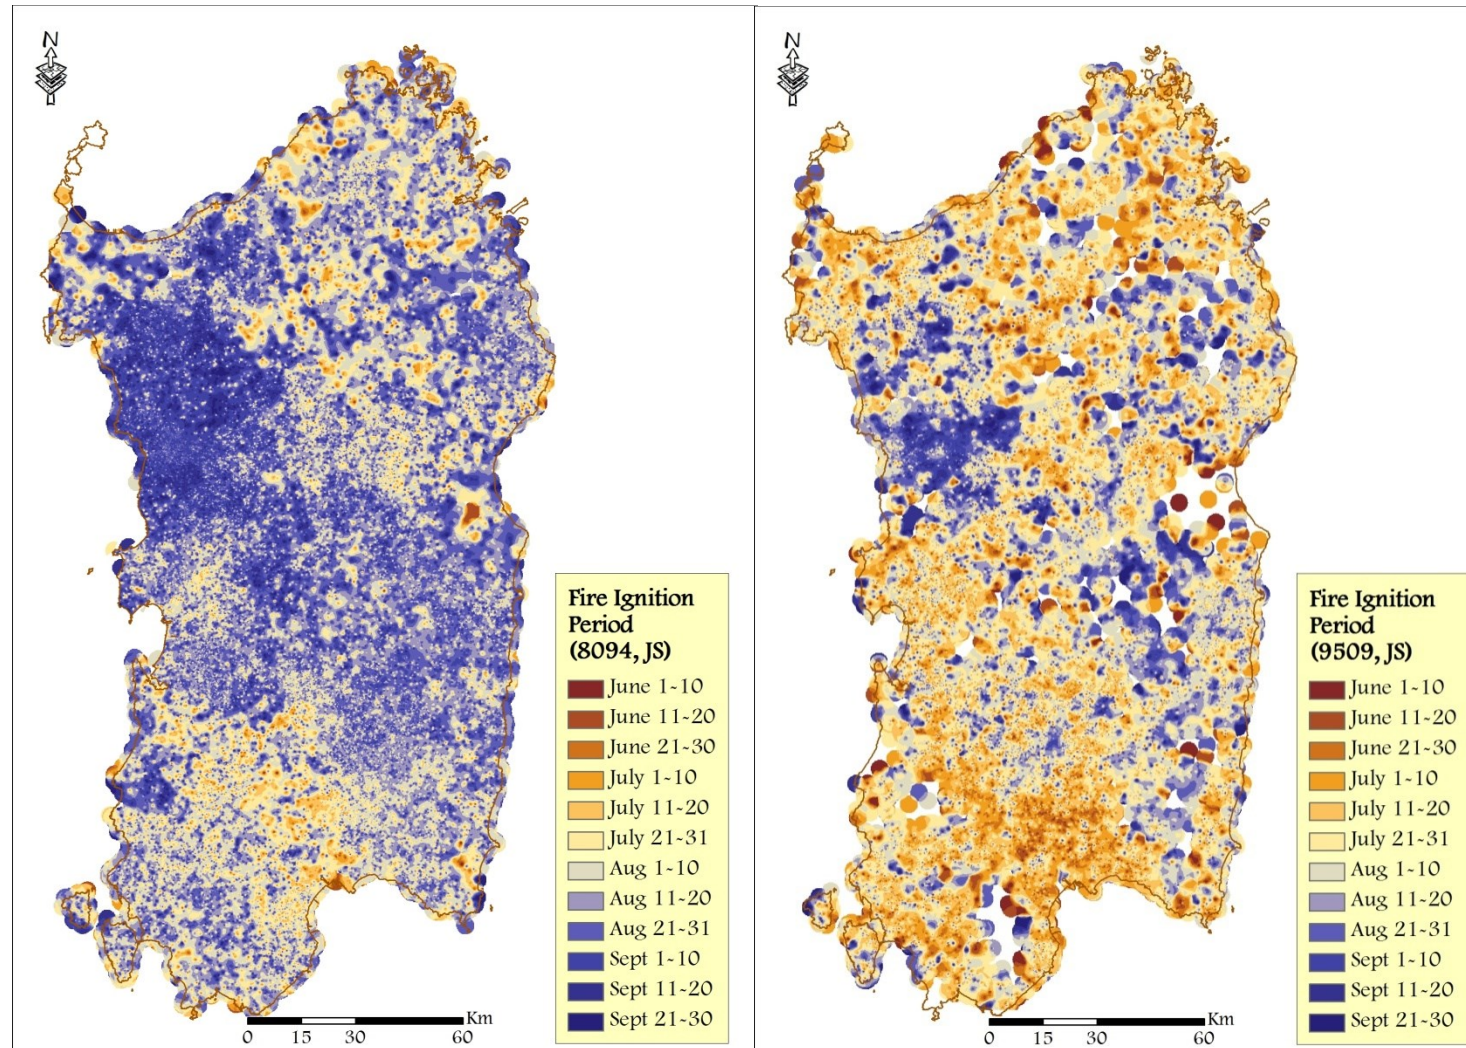 N
Fire Ignition
Period
(8094, JS)
June 1-10
June 11-20
June 21-30
July 1-10
July 11-20
July 21-31
Aug 1-10
Aug 11-20
Aug 21-31
Sept 1-10
Sept 11-20
Sept 21-30
Km
0 15 30 60
N
Fire Ignition
Period
(9509, JS)
June 1-10
June 11-20
June 21-30
July 1-10
July 11-20
July 21-31
Aug 1-10
Aug 11-20
Aug 21-31
Sept 1-10
Sept 11-20
Sept 21-30
Km
0 15 30 60